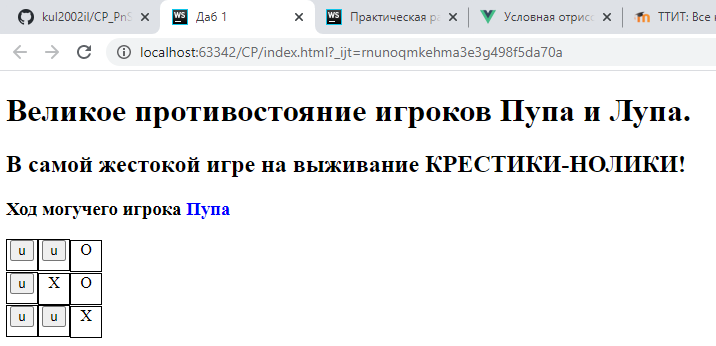 kul2002il/CP_PnS
Даб 1
Практическая ра
Условная отрисо
ТТИТ: Все к
localhost:63342/CP/index.html?_ijt=rnunoqmkehma3e3g498f5da70a
Великое противостояние игроков Пупа и Лупа.
В самой жестокой игре на выживание КРЕСТИКИ-НОЛИКИ!
Ход могучего игрока Пупа
u u O
u X O
u u X